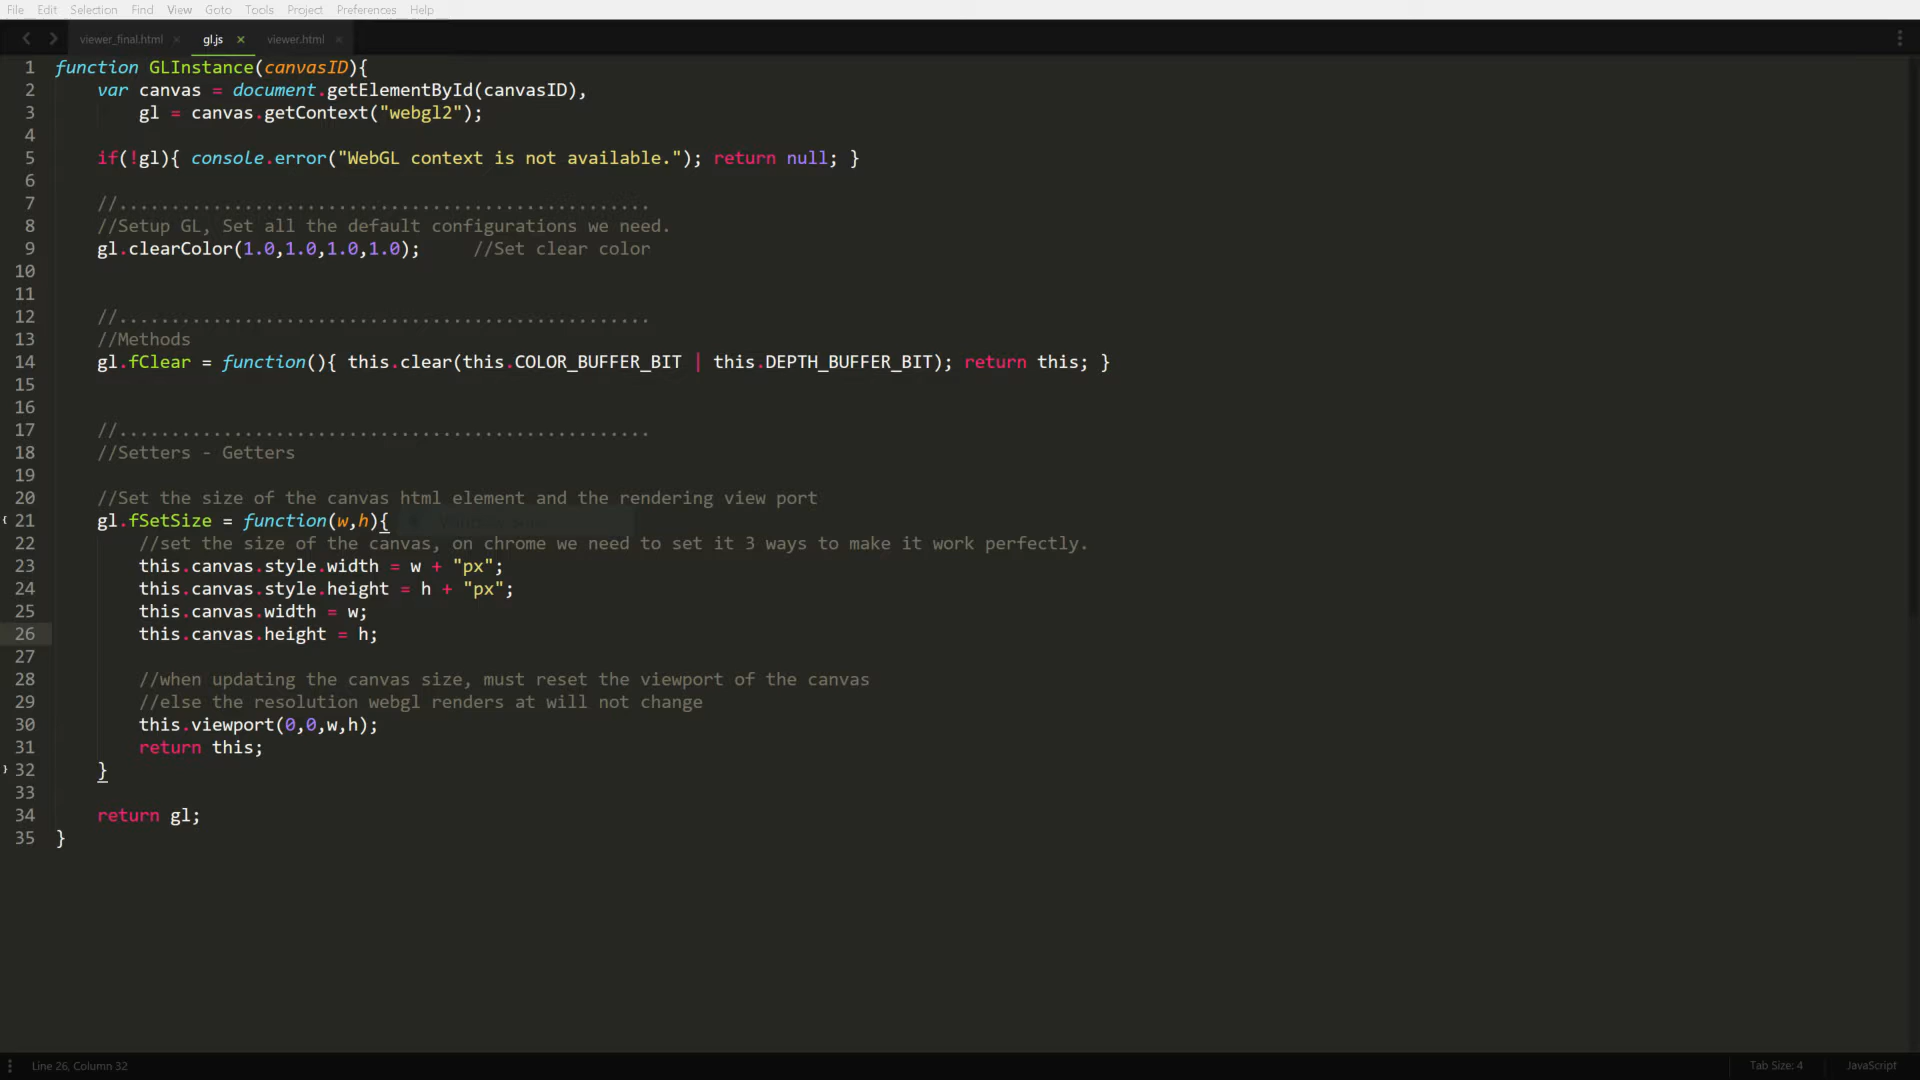 File Edit Selection Find View Goto Tools Project Preferences Help
viewer_final.html × gl.js × viewer.html ×
1 function GLInstance(canvasID){
2 var canvas = document.getElementById(canvasID),
3 gl = canvas.getContext("webgl2");
4
5 if(!gl){ console.error("WebGL context is not available."); return null; }
6
7 //...................................................
8 //Setup GL, Set all the default configurations we need.
9 gl.clearColor(1.0,1.0,1.0,1.0); //Set clear color
10
11
12 //...................................................
13 //Methods
14 gl.fClear = function(){ this.clear(this.COLOR_BUFFER_BIT | this.DEPTH_BUFFER_BIT); return this; }
15
16
17 //...................................................
18 //Setters - Getters
19
20 //Set the size of the canvas html element and the rendering view port
21 gl.fSetSize = function(w,h){
22 //set the size of the canvas, on chrome we need to set it 3 ways to make it work perfectly.
23 this.canvas.style.width = w + "px";
24 this.canvas.style.height = h + "px";
25 this.canvas.width = w;
26 this.canvas.height = h;
27
28 //when updating the canvas size, must reset the viewport of the canvas
29 //else the resolution webgl renders at will not change
30 this.viewport(0,0,w,h);
31 return this;
32 }
33
34 return gl;
35 }
Line 26, Column 32 Tab Size: 4 JavaScript